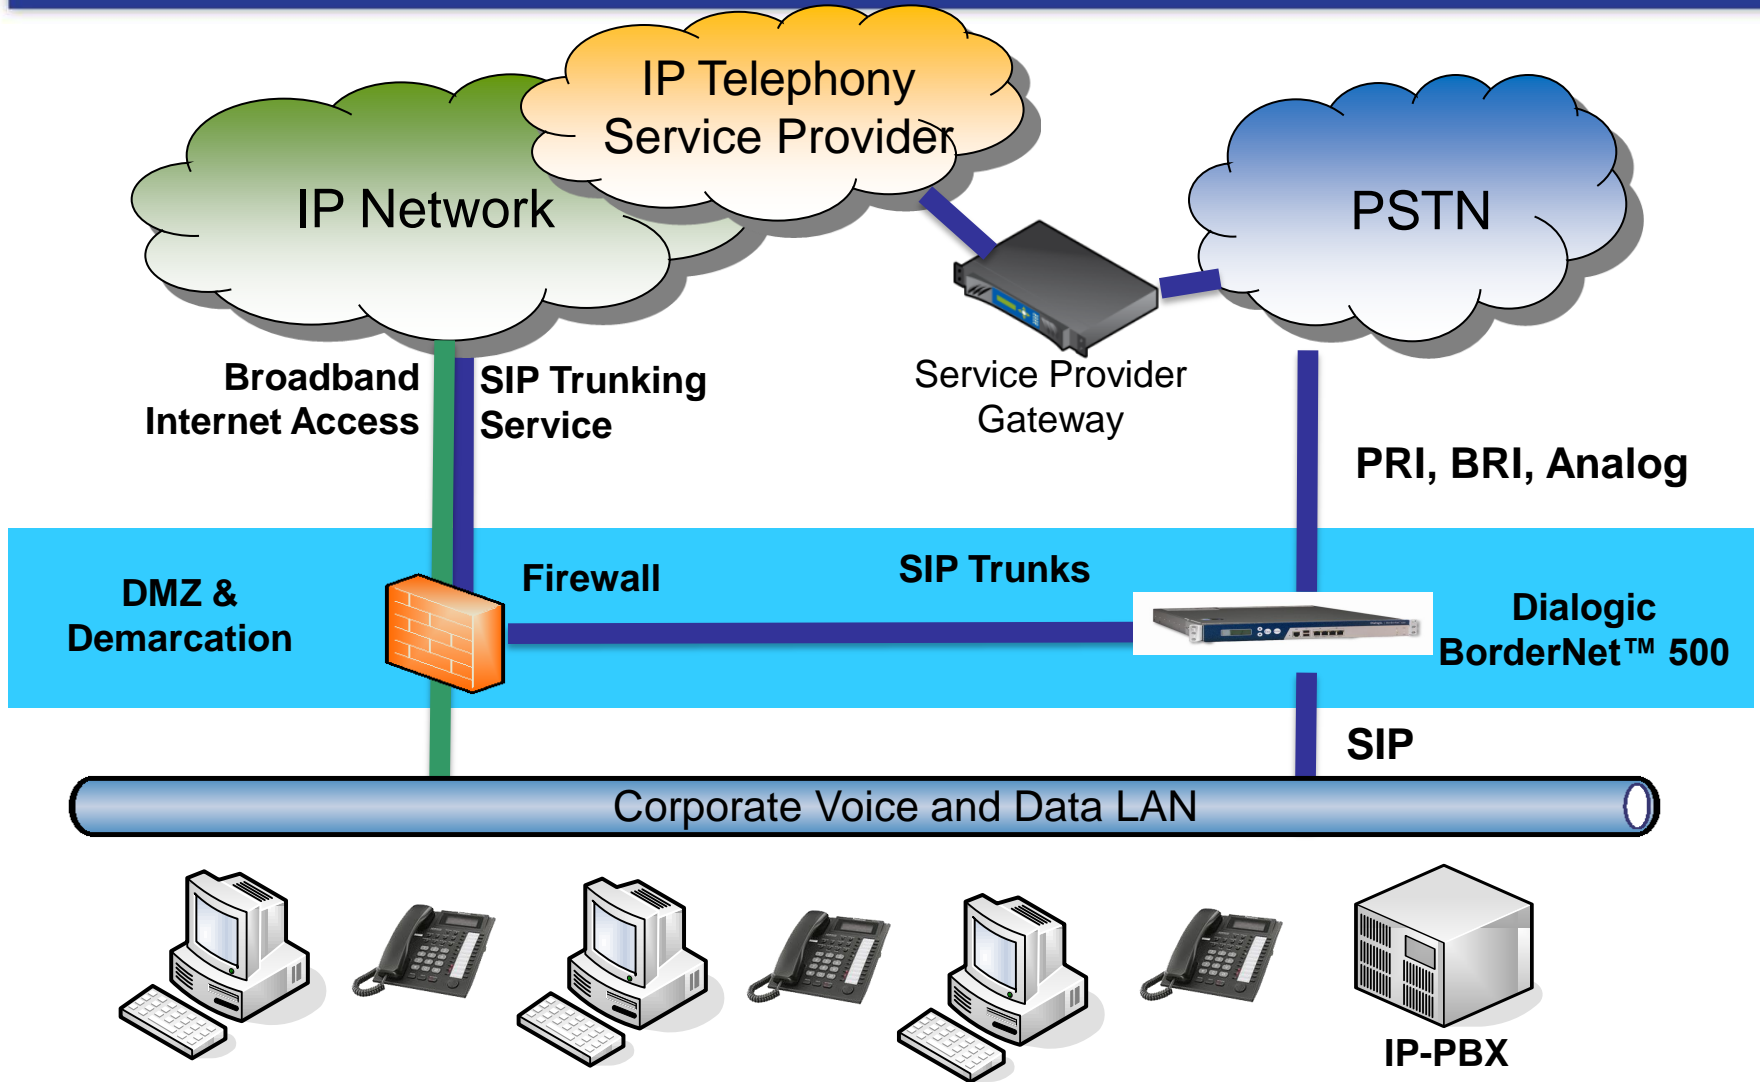 IP Telephony
Service Provider
IP Network
PSTN
Broadband
Internet Access
SIP Trunking
Service
Service Provider
Gateway
PRI, BRI, Analog
DMZ &
Demarcation
Firewall
SIP Trunks
Dialogic
BorderNet™ 500
SIP
Corporate Voice and Data LAN
IP-PBX